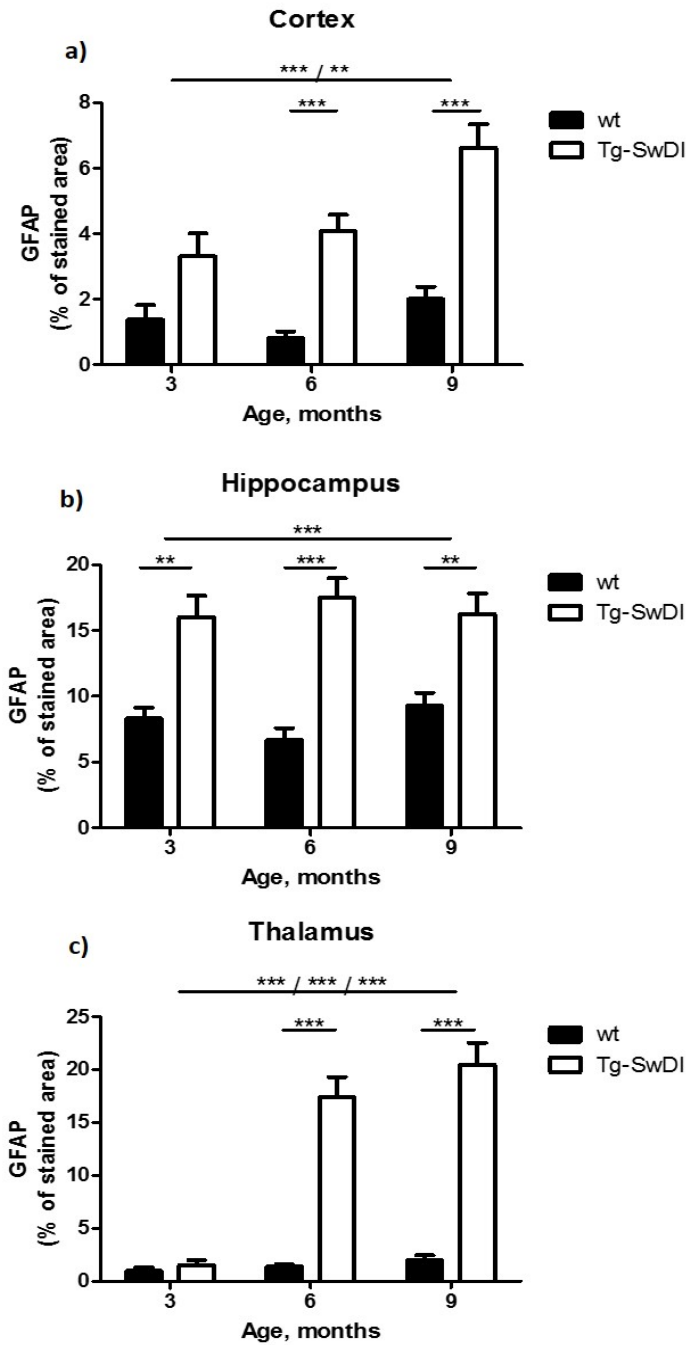 Cortex
a)
*** / **
*** ***
8
6
4
2
0
GFAP
(% of stained area)
3 6 9
Age, months
wt
Tg-SwDI
Hippocampus
b)
***
** *** **
20
15
10
5
0
GFAP
(% of stained area)
3 6 9
Age, months
wt
Tg-SwDI
Thalamus
c)
*** / *** / ***
*** ***
25
20
15
10
5
0
GFAP
(% of stained area)
3 6 9
Age, months
wt
Tg-SwDI